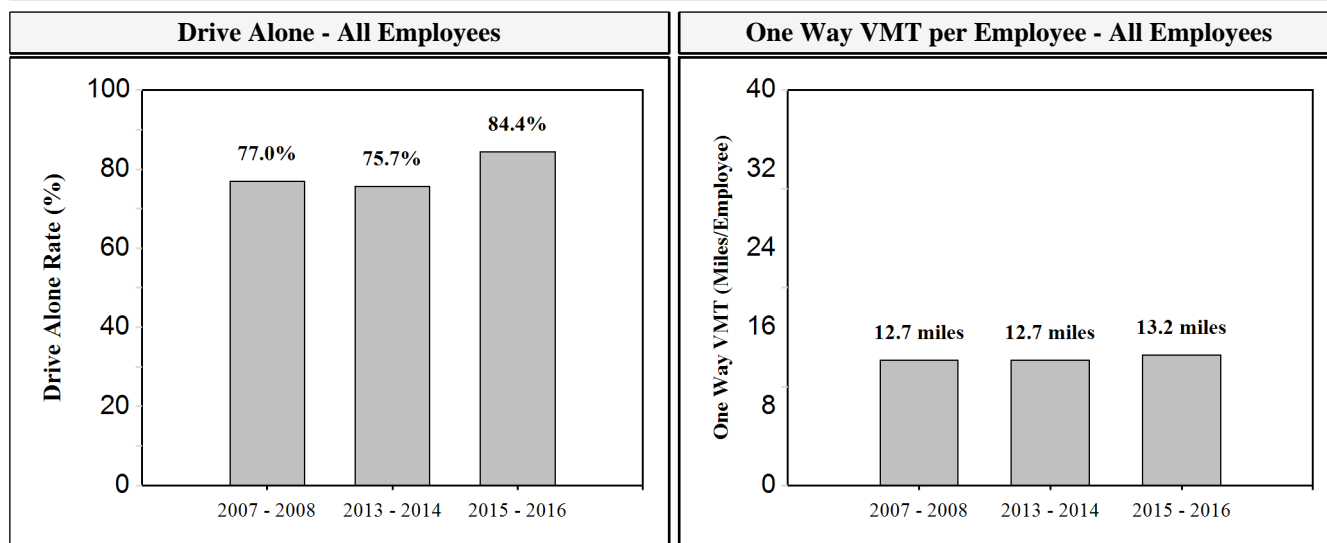 Drive Alone - All Employees
Drive Alone Rate (%)
100
80
60
40
20
0
77.0%
75.7%
84.4%
2007 - 2008
2013 - 2014
2015 - 2016
One Way VMT per Employee - All Employees
One Way VMT (Miles/Employee)
40
32
24
16
8
0
12.7 miles
12.7 miles
13.2 miles
2007 - 2008
2013 - 2014
2015 - 2016